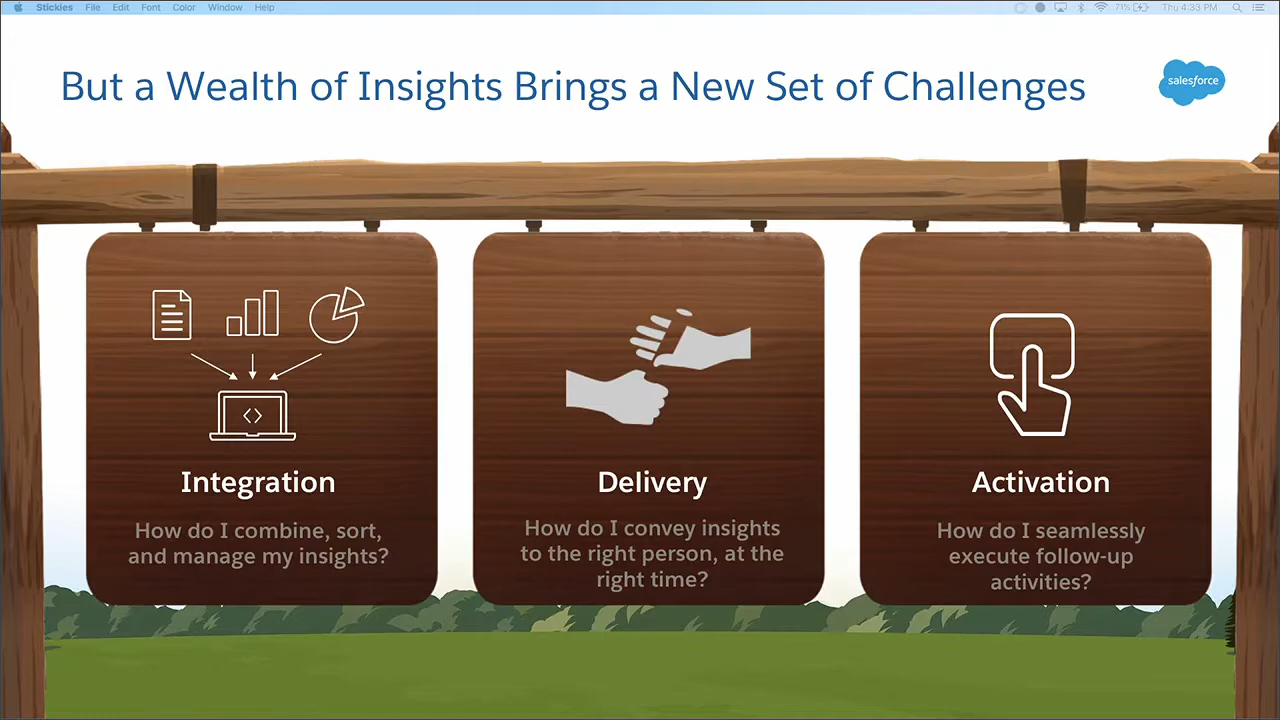 Stickies File Edit Font Color Window Help 71% Thu 4:33 PM
But a Wealth of Insights Brings a New Set of Challenges
salesforce
Integration
How do I combine, sort,
and manage my insights?
Delivery
How do I convey insights
to the right person, at the
right time?
Activation
How do I seamlessly
execute follow-up
activities?